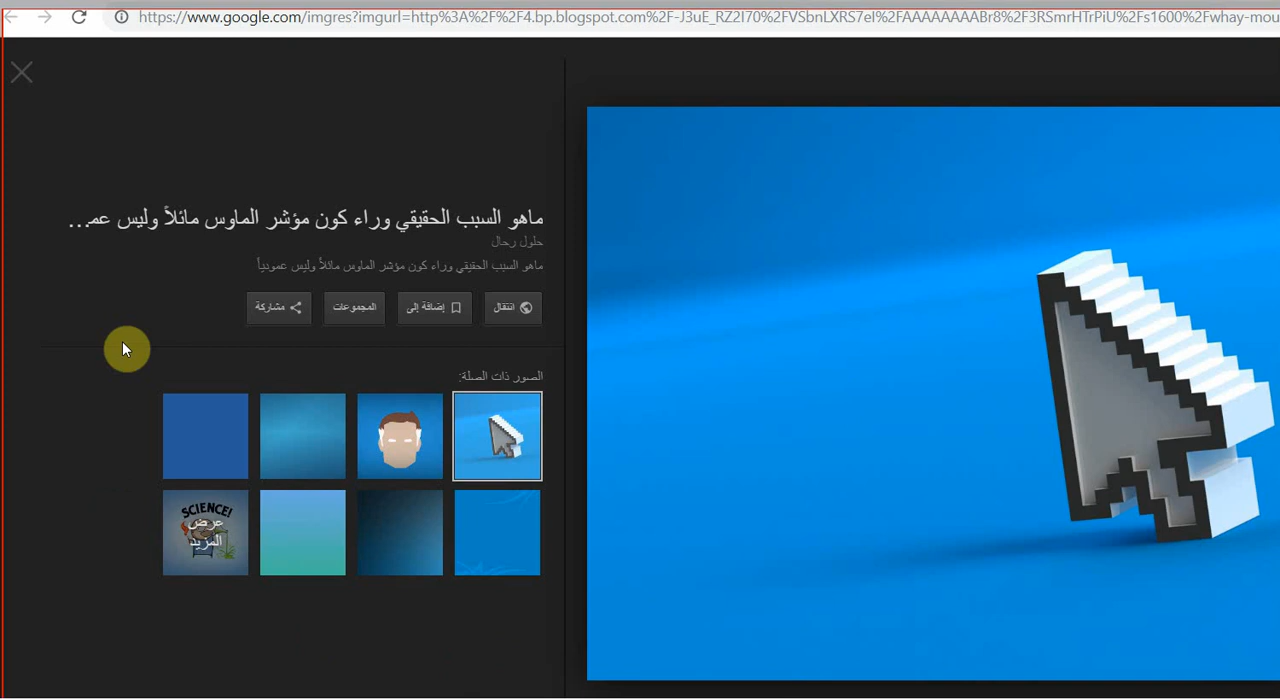 https://www.google.com/imgres?imgurl=http%3A%2F%2F4.bp.blogspot.com%2F-J3uE_RZ2I70%2FVSbnLXRS7eI%2FAAAAAAAABr8%2F3RSmrHTrPiU%2Fs1600%2Fwhay-mou
ماهو السبب الحقيقي وراء كون مؤشر الماوس مائلاً وليس عمـ...
حلول رحال
ماهو السبب الحقيقي وراء كون مؤشر الماوس مائلاً وليس عمودياً
انتقال
إضافة إلى
المجموعات
مشاركة
الصور ذات الصلة:
SCIENCE!
عرض
المزيد